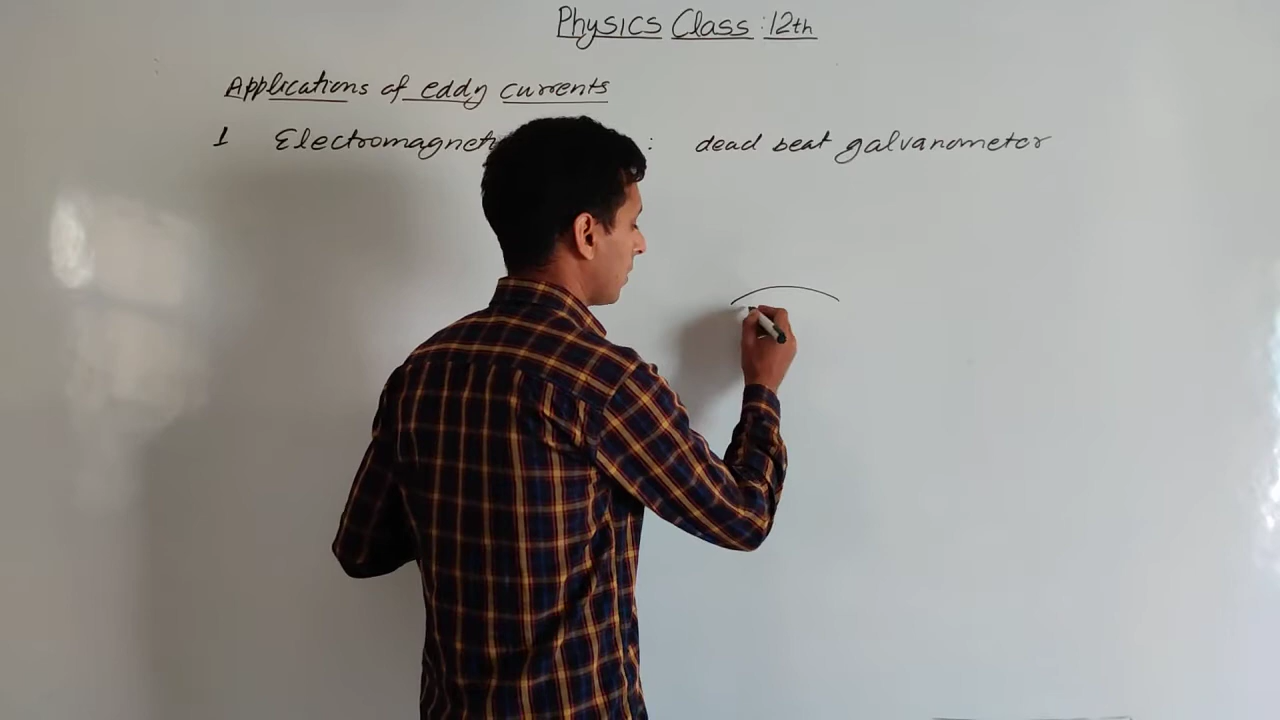 Physics Class : 12th
Applications of eddy currents
1 Electromagnet : dead beat galvanometer